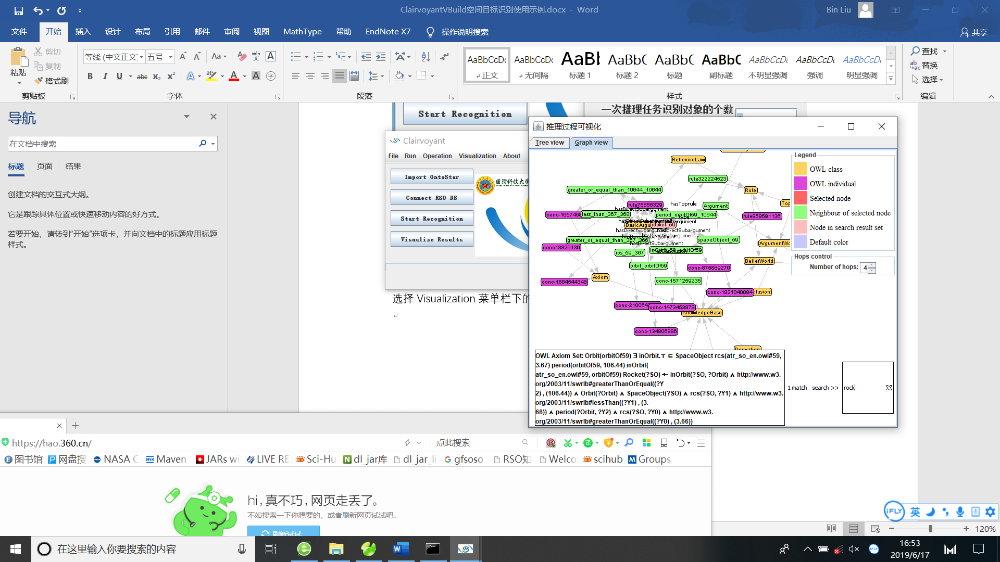 ClairvoyantVBuild空间目标识别使用示例.docx - Word
Bin Liu
文件 开始 插入 设计 布局 引用 邮件 审阅 视图 MathType 帮助 EndNote X7 操作说明搜索
共享
剪切
复制
格式刷
粘贴
剪贴板
等线 (中文正文) 五号
字体
段落
AaBbCcDc AaBbCcDc AaBl AaBbC AaBbC AaBbC AaBbCcDc AaBbCcDc AaBbCcDc
正文 无间隔 标题 1 标题 2 标题 副标题 不明显强调 强调 明显强调
样式
查找
替换
选择
编辑
导航
在文档中搜索
标题 页面 结果
创建文档的交互式大纲。
它是跟踪具体位置或快速移动内容的好方式。
若要开始，请转到“开始”选项卡，并向文档中的标题应用标题
样式。
Start Recognition
一次推理任务识别对象的个数
Clairvoyant
File Run Operation Visualization About
Import OntoStar
Connect RSO DB
Start Recognition
Visualize Results
国防科技大学
选择 Visualization 菜单栏下的
推理过程可视化
Tree view Graph view
ReflexiveLaw
rule322224523
greater_or_equal_than_10644_10644
Rule
rule75655329
hasToprule
Argument
Top
hasDirectSubargument
conc-1657458
less_than_367_368
period_orbitOf59_10644
rule969591136
type
BasicArgu
rocket_59
hasDirectSubargument
hasDirectSubargument
greater_or_equal_than_367_366
spaceObject_59
ArgumentWo
hasDirectSubargument
conc13829130
rcs_59_367
inOrbit_59_orbitOf59
hasConclusion
BeliefWorld
orbit_orbitOf59
conc-875869270
Axiom
conc-1684544348
conc-1571259235
conc-1821040084
clusion
conc-210064
conc-1473453979
KnowledgeBase
conc-134806996
Derivation
Legend
OWL class
OWL individual
Selected node
Neighbour of selected node
Node in search result set
Default color
Hops control
Number of hops: 4
OWL Axiom Set: Orbit(orbitOf59) ∃ inOrbit.⊤ ⊑ SpaceObject rcs(atr_so_en.owl#59,
3.67) period(orbitOf59, 106.44) inOrbit(
atr_so_en.owl#59, orbitOf59) Rocket(?SO) ← inOrbit(?SO, ?Orbit) ∧ http://www.w3.
org/2003/11/swrlb#greaterThanOrEqual((?Y
2) , (106.44)) ∧ Orbit(?Orbit) ∧ SpaceObject(?SO) ∧ rcs(?SO, ?Y1) ∧ http://www.w3.
org/2003/11/swrlb#lessThan((?Y1) , (3.
68)) ∧ period(?Orbit, ?Y2) ∧ rcs(?SO, ?Y0) ∧ http://www.w3.
org/2003/11/swrlb#greaterThanOrEqual((?Y0) , (3.66))
1 match search >> rock
https://hao.360.cn/
点此搜索
图书馆 网盘搜 NASA C Maven JARs wi LIVE RE Sci-Hu dl_jar库 dl_jar_li gfsoso RSO知 Welco scihub Groups
hi，真不巧，网页走丢了。
不如搜索一下你想要的，或者刷新网页试试吧。
刷新试试
iFLY 英
120%
在这里输入你要搜索的内容
16:53
2019/6/17